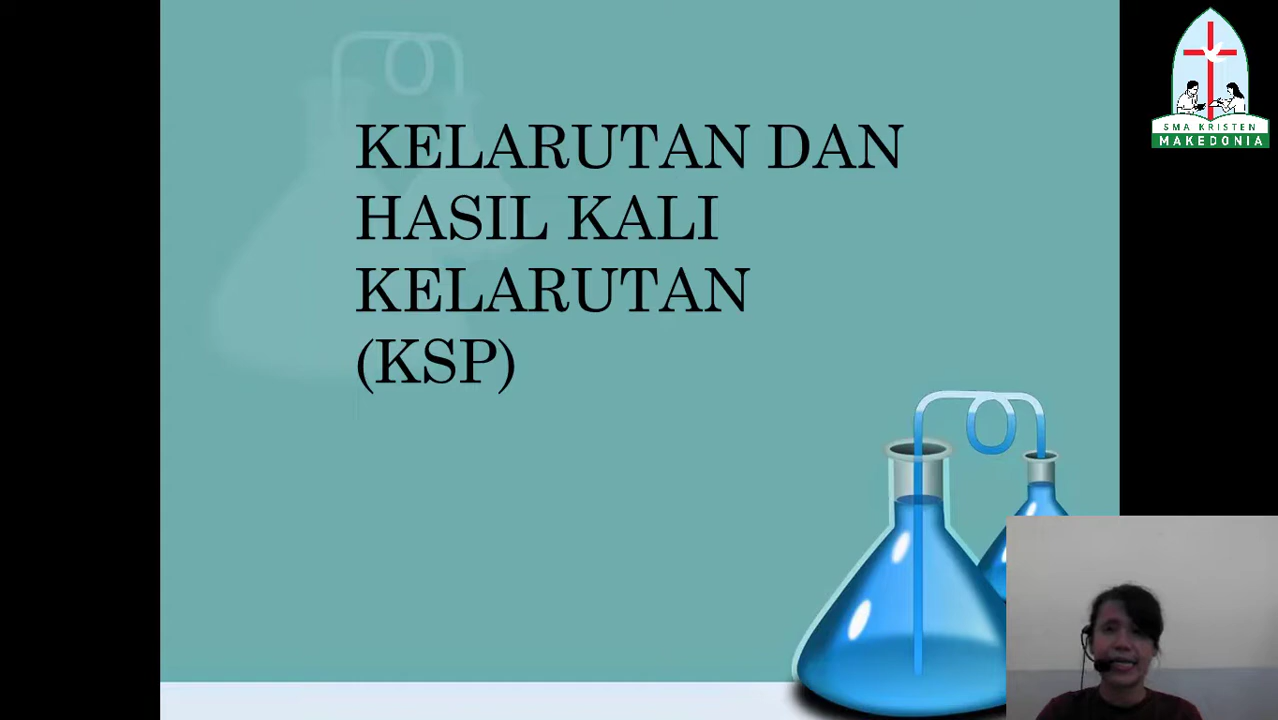 KELARUTAN DAN
HASIL KALI
KELARUTAN
(KSP)
SMA KRISTEN
MAKEDONIA